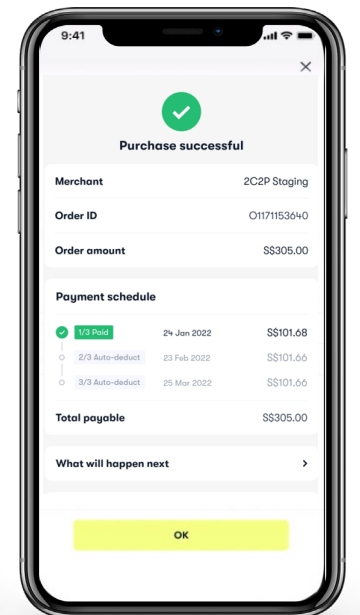 9:41
Purchase successful
Merchant 2C2P Staging
Order ID O1171153640
Order amount S$305.00
Payment schedule
1/3 Paid 24 Jan 2022 S$101.68
2/3 Auto-deduct 23 Feb 2022 S$101.66
3/3 Auto-deduct 25 Mar 2022 S$101.66
Total payable S$305.00
What will happen next
OK